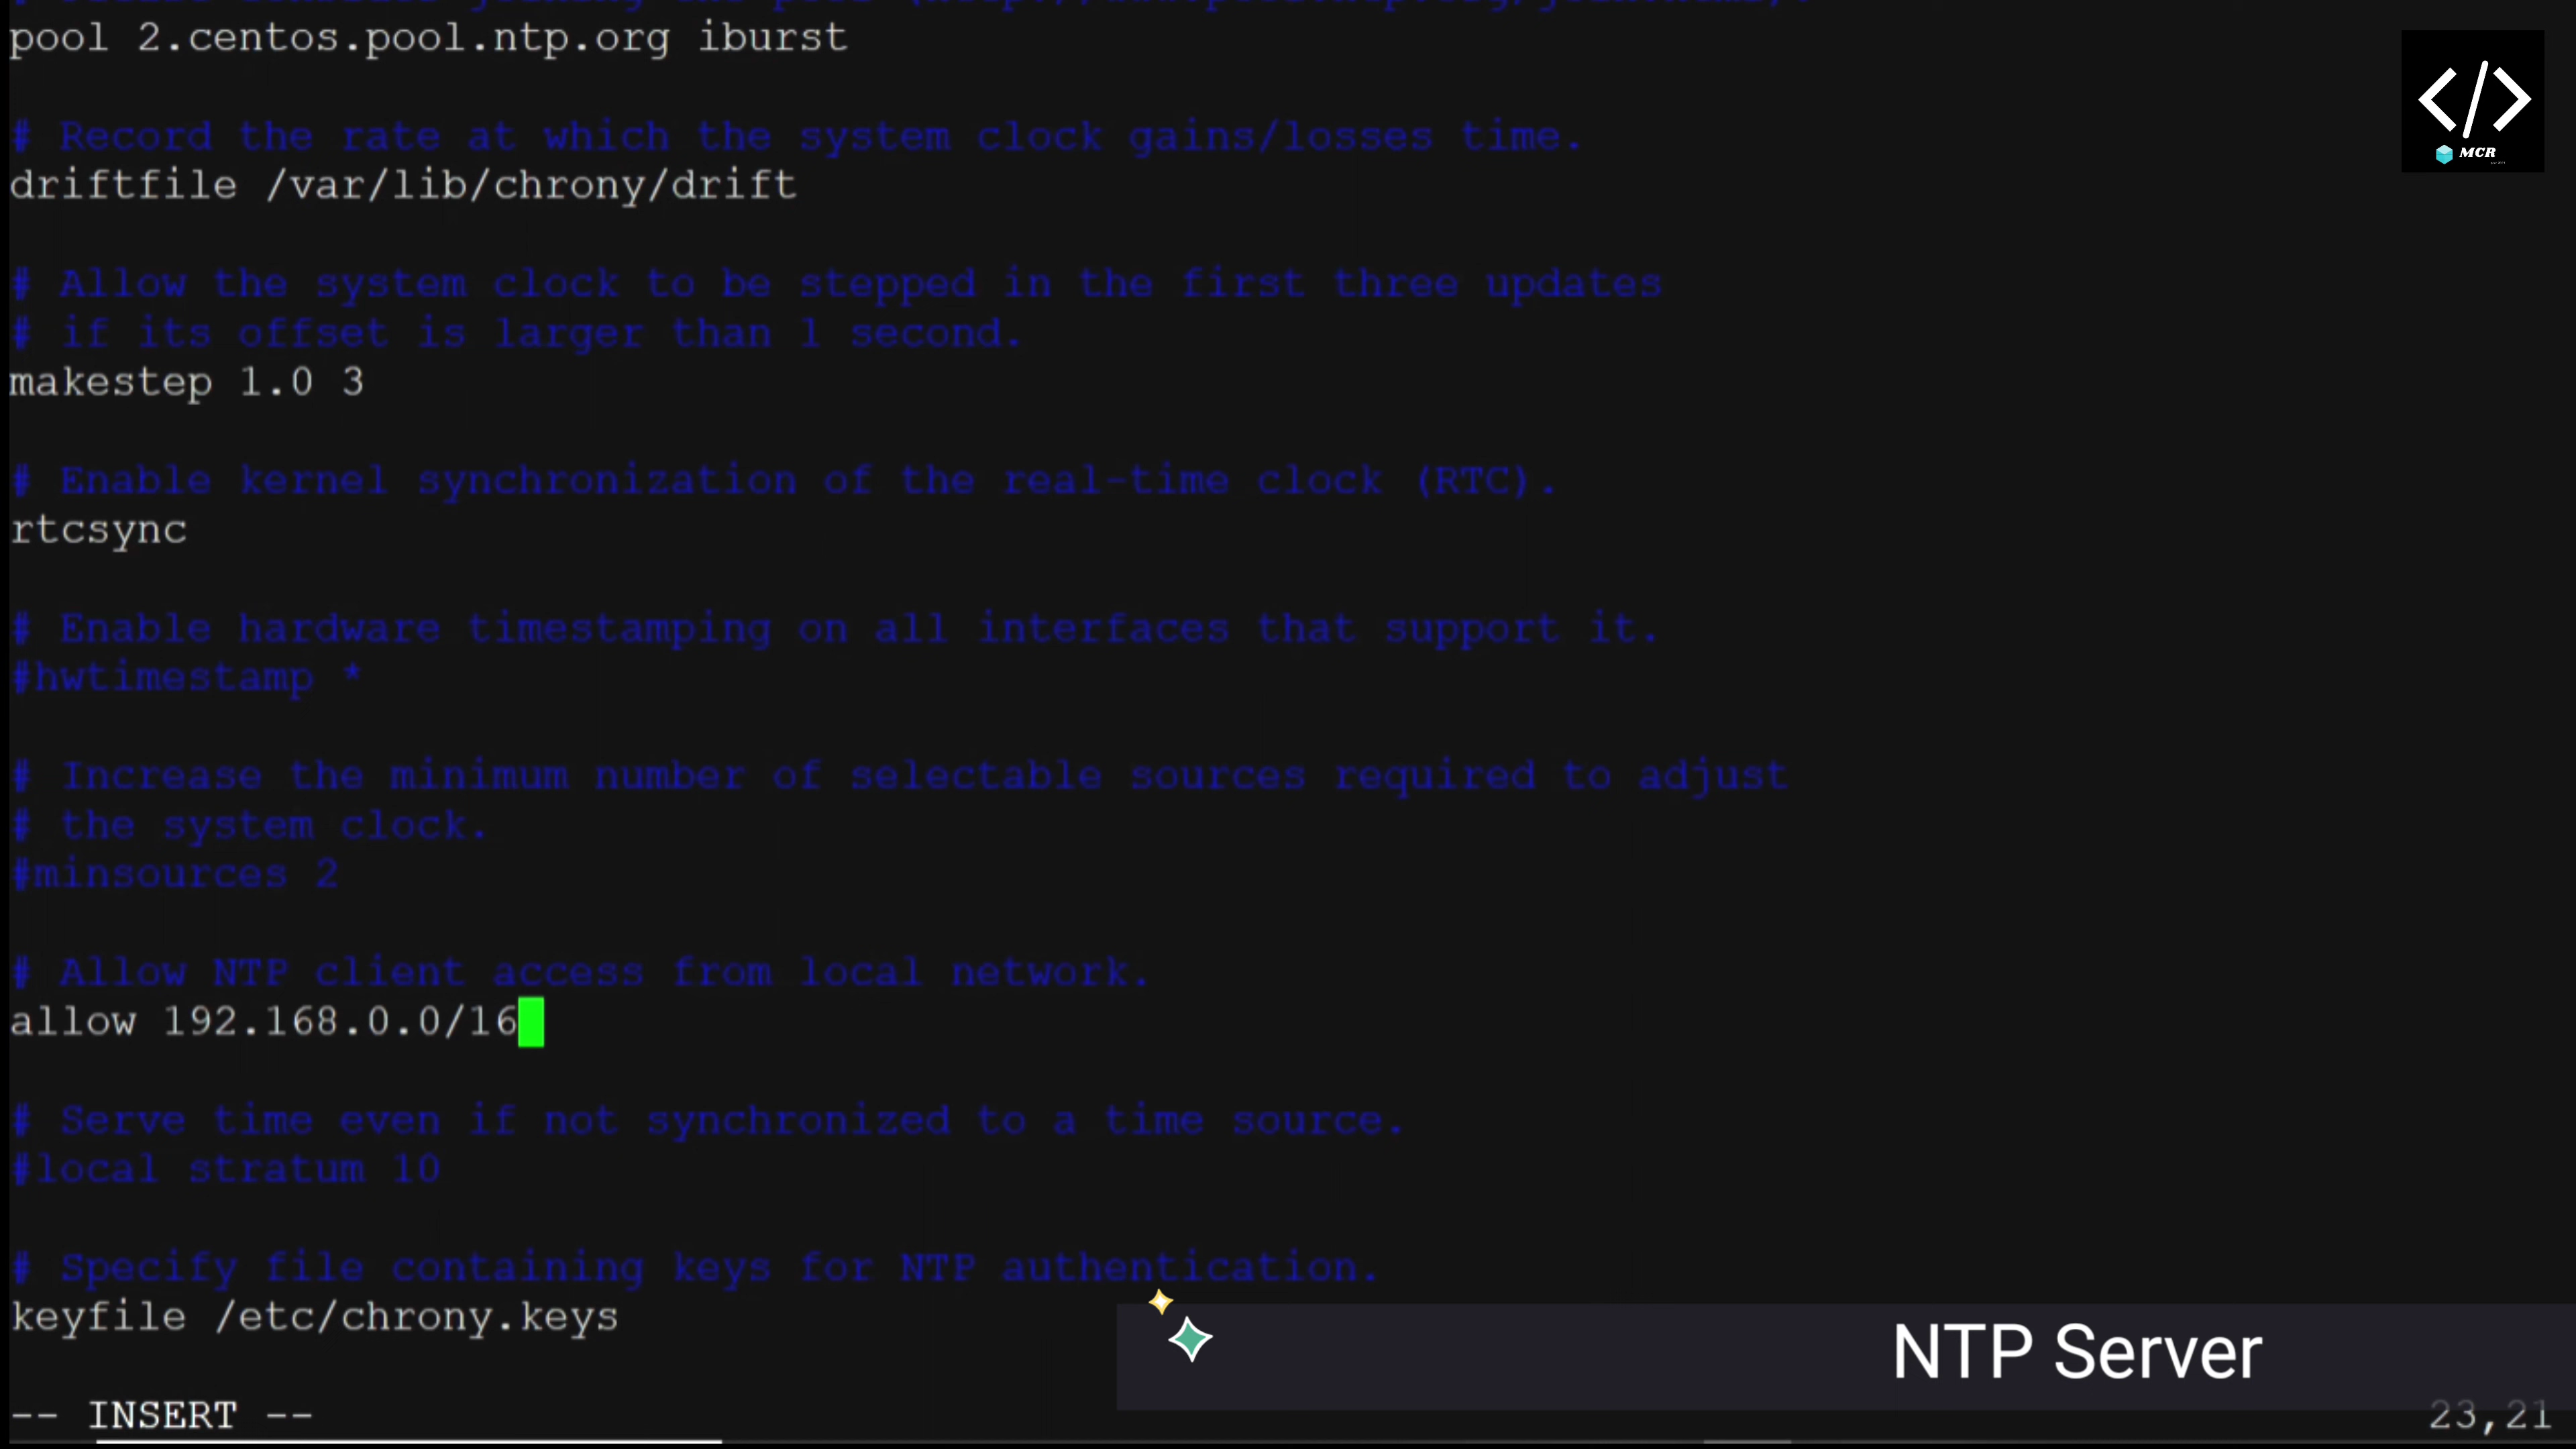 pool 2.centos.pool.ntp.org iburst
# Record the rate at which the system clock gains/losses time.
driftfile /var/lib/chrony/drift
# Allow the system clock to be stepped in the first three updates
# if its offset is larger than 1 second.
makestep 1.0 3
# Enable kernel synchronization of the real-time clock (RTC).
rtcsync
# Enable hardware timestamping on all interfaces that support it.
#hwtimestamp *
# Increase the minimum number of selectable sources required to adjust
# the system clock.
#minsources 2
# Allow NTP client access from local network.
allow 192.168.0.0/16
# Serve time even if not synchronized to a time source.
#local stratum 10
# Specify file containing keys for NTP authentication.
keyfile /etc/chrony.keys
-- INSERT --
23,21
NTP Server
</>
MCR